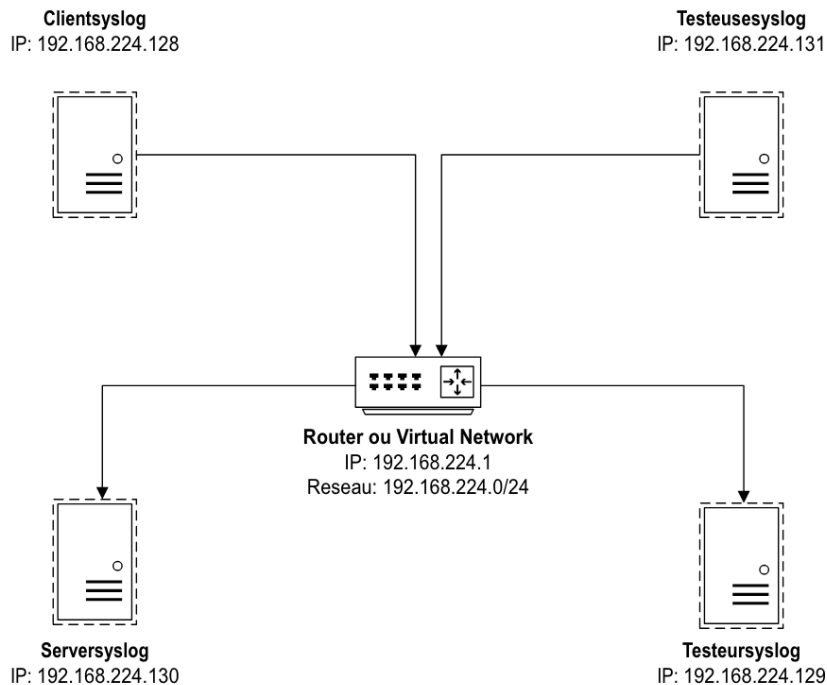 Clientsyslog
IP: 192.168.224.128
Testeusesyslog
IP: 192.168.224.131
Router ou Virtual Network
IP: 192.168.224.1
Reseau: 192.168.224.0/24
Serversyslog
IP: 192.168.224.130
Testeursyslog
IP: 192.168.224.129